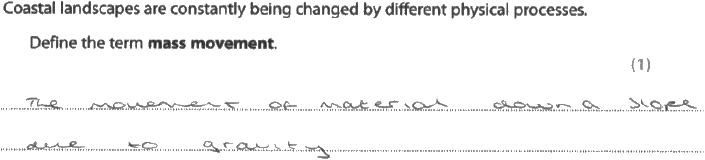 Coastal landscapes are constantly being changed by different physical processes.
Define the term mass movement.
(1)
The movement of material down a slope
due to gravity